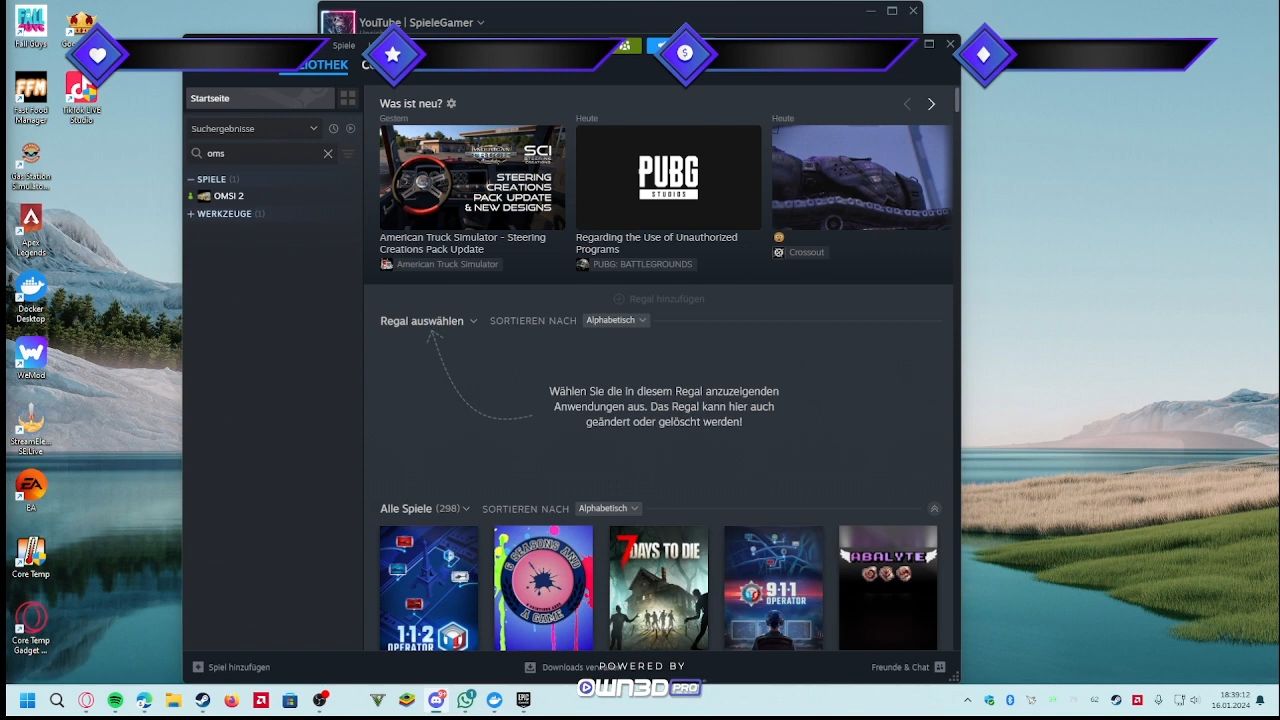 YouTube | SpieleGamer
Spiele
Startseite
Was ist neu?
Gestern
Heute
Heute
Suchergebnisse
oms
SPIELE (1)
OMSI 2
WERKZEUGE (1)
SCI
STEERING
CREATIONS
PACK UPDATE
& NEW DESIGNS
PUBG
STUDIOS
American Truck Simulator - Steering
Creations Pack Update
American Truck Simulator
Regarding the Use of Unauthorized
Programs
PUBG: BATTLEGROUNDS
Crossout
Regal hinzufügen
Regal auswählen
SORTIEREN NACH
Alphabetisch
Wählen Sie die in diesem Regal anzuzeigenden
Anwendungen aus. Das Regal kann hier auch
geändert oder gelöscht werden!
Alle Spiele (298)
SORTIEREN NACH
Alphabetisch
1-1-2
OPERATOR
6 SEASONS AND
A GAME
7 DAYS TO DIE
9-1-1
OPERATOR
ABALYTE
Spiel hinzufügen
Freunde & Chat
POWERED BY
OWN3D PRO
Fall Guys
Fast Food
Manager
TikTok LIVE
Studio
Gas Station
Simulato...
Apex
Legends
Docker
Desktop
WeMod
StreamEle...
SE.Live
EA
Core Temp
Core Temp
Gadget ...
62
18:39:12
16.01.2024